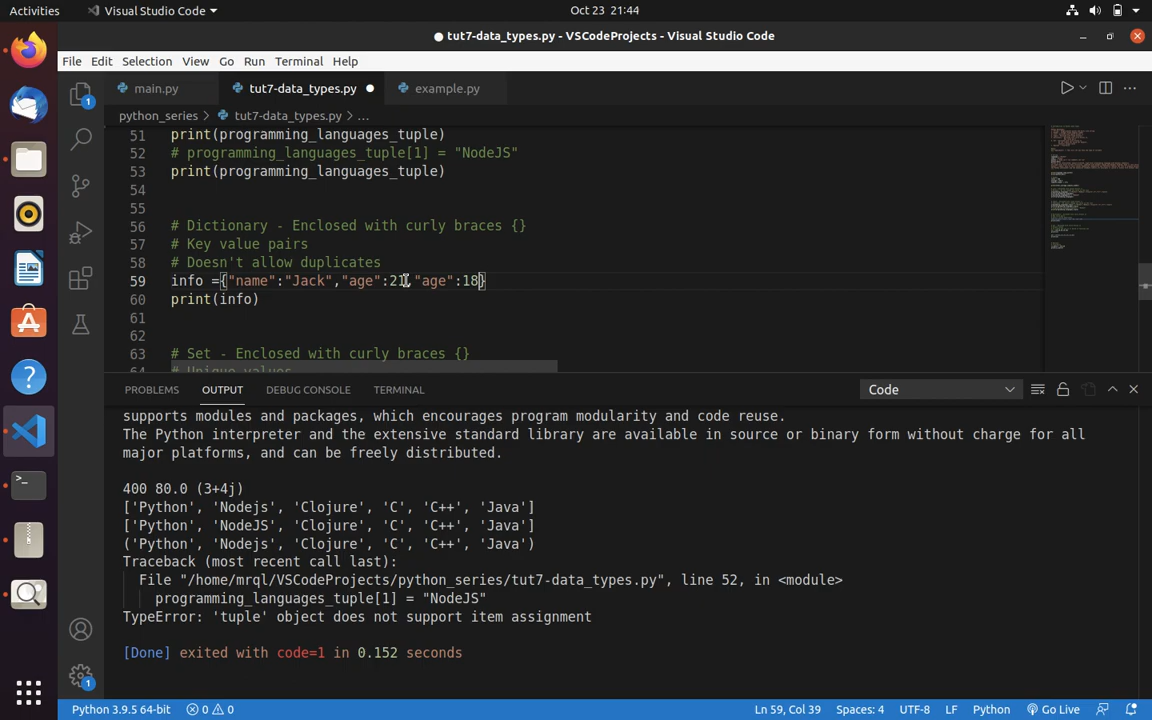 Activities
Visual Studio Code
Oct 23 21:44
tut7-data_types.py - VSCodeProjects - Visual Studio Code
File Edit Selection View Go Run Terminal Help
main.py
tut7-data_types.py
example.py
python_series > tut7-data_types.py > ...
51 print(programming_languages_tuple)
52 # programming_languages_tuple[1] = "NodeJS"
53 print(programming_languages_tuple)
54
55
56 # Dictionary - Enclosed with curly braces {}
57 # Key value pairs
58 # Doesn't allow duplicates
59 info ={"name":"Jack","age":21,"age":18}
60 print(info)
61
62
63 # Set - Enclosed with curly braces {}
64 # Unique values
PROBLEMS OUTPUT DEBUG CONSOLE TERMINAL
Code
supports modules and packages, which encourages program modularity and code reuse.
The Python interpreter and the extensive standard library are available in source or binary form without charge for all
major platforms, and can be freely distributed.
400 80.0 (3+4j)
['Python', 'Nodejs', 'Clojure', 'C', 'C++', 'Java']
['Python', 'NodeJS', 'Clojure', 'C', 'C++', 'Java']
('Python', 'Nodejs', 'Clojure', 'C', 'C++', 'Java')
Traceback (most recent call last):
File "/home/mrql/VSCodeProjects/python_series/tut7-data_types.py", line 52, in <module>
programming_languages_tuple[1] = "NodeJS"
TypeError: 'tuple' object does not support item assignment
[Done] exited with code=1 in 0.152 seconds
1
1
Python 3.9.5 64-bit
0 0
Ln 59, Col 39
Spaces: 4
UTF-8
LF
Python
Go Live